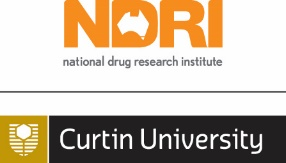 NDRI
national drug research institute
Curtin University